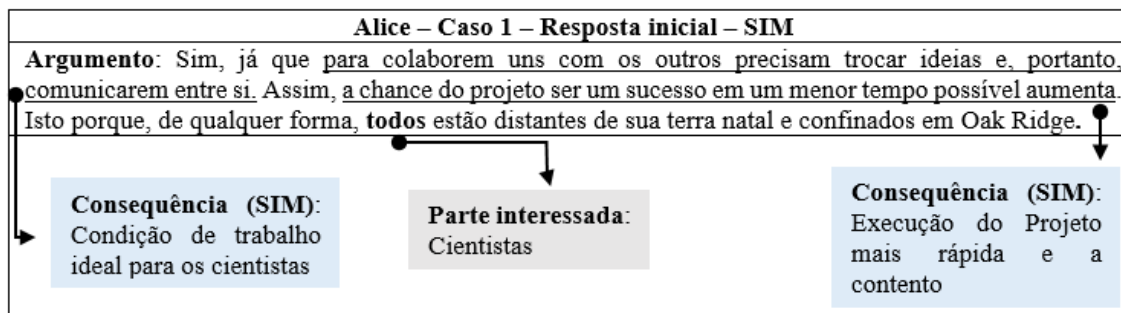 Alice – Caso 1 – Resposta inicial – SIM
Argumento: Sim, já que para colaborem uns com os outros precisam trocar ideias e, portanto,
comunicarem entre si. Assim, a chance do projeto ser um sucesso em um menor tempo possível aumenta.
Isto porque, de qualquer forma, todos estão distantes de sua terra natal e confinados em Oak Ridge.
Consequência (SIM):
Condição de trabalho
ideal para os cientistas
Parte interessada:
Cientistas
Consequência (SIM):
Execução do Projeto
mais rápida e a
contento